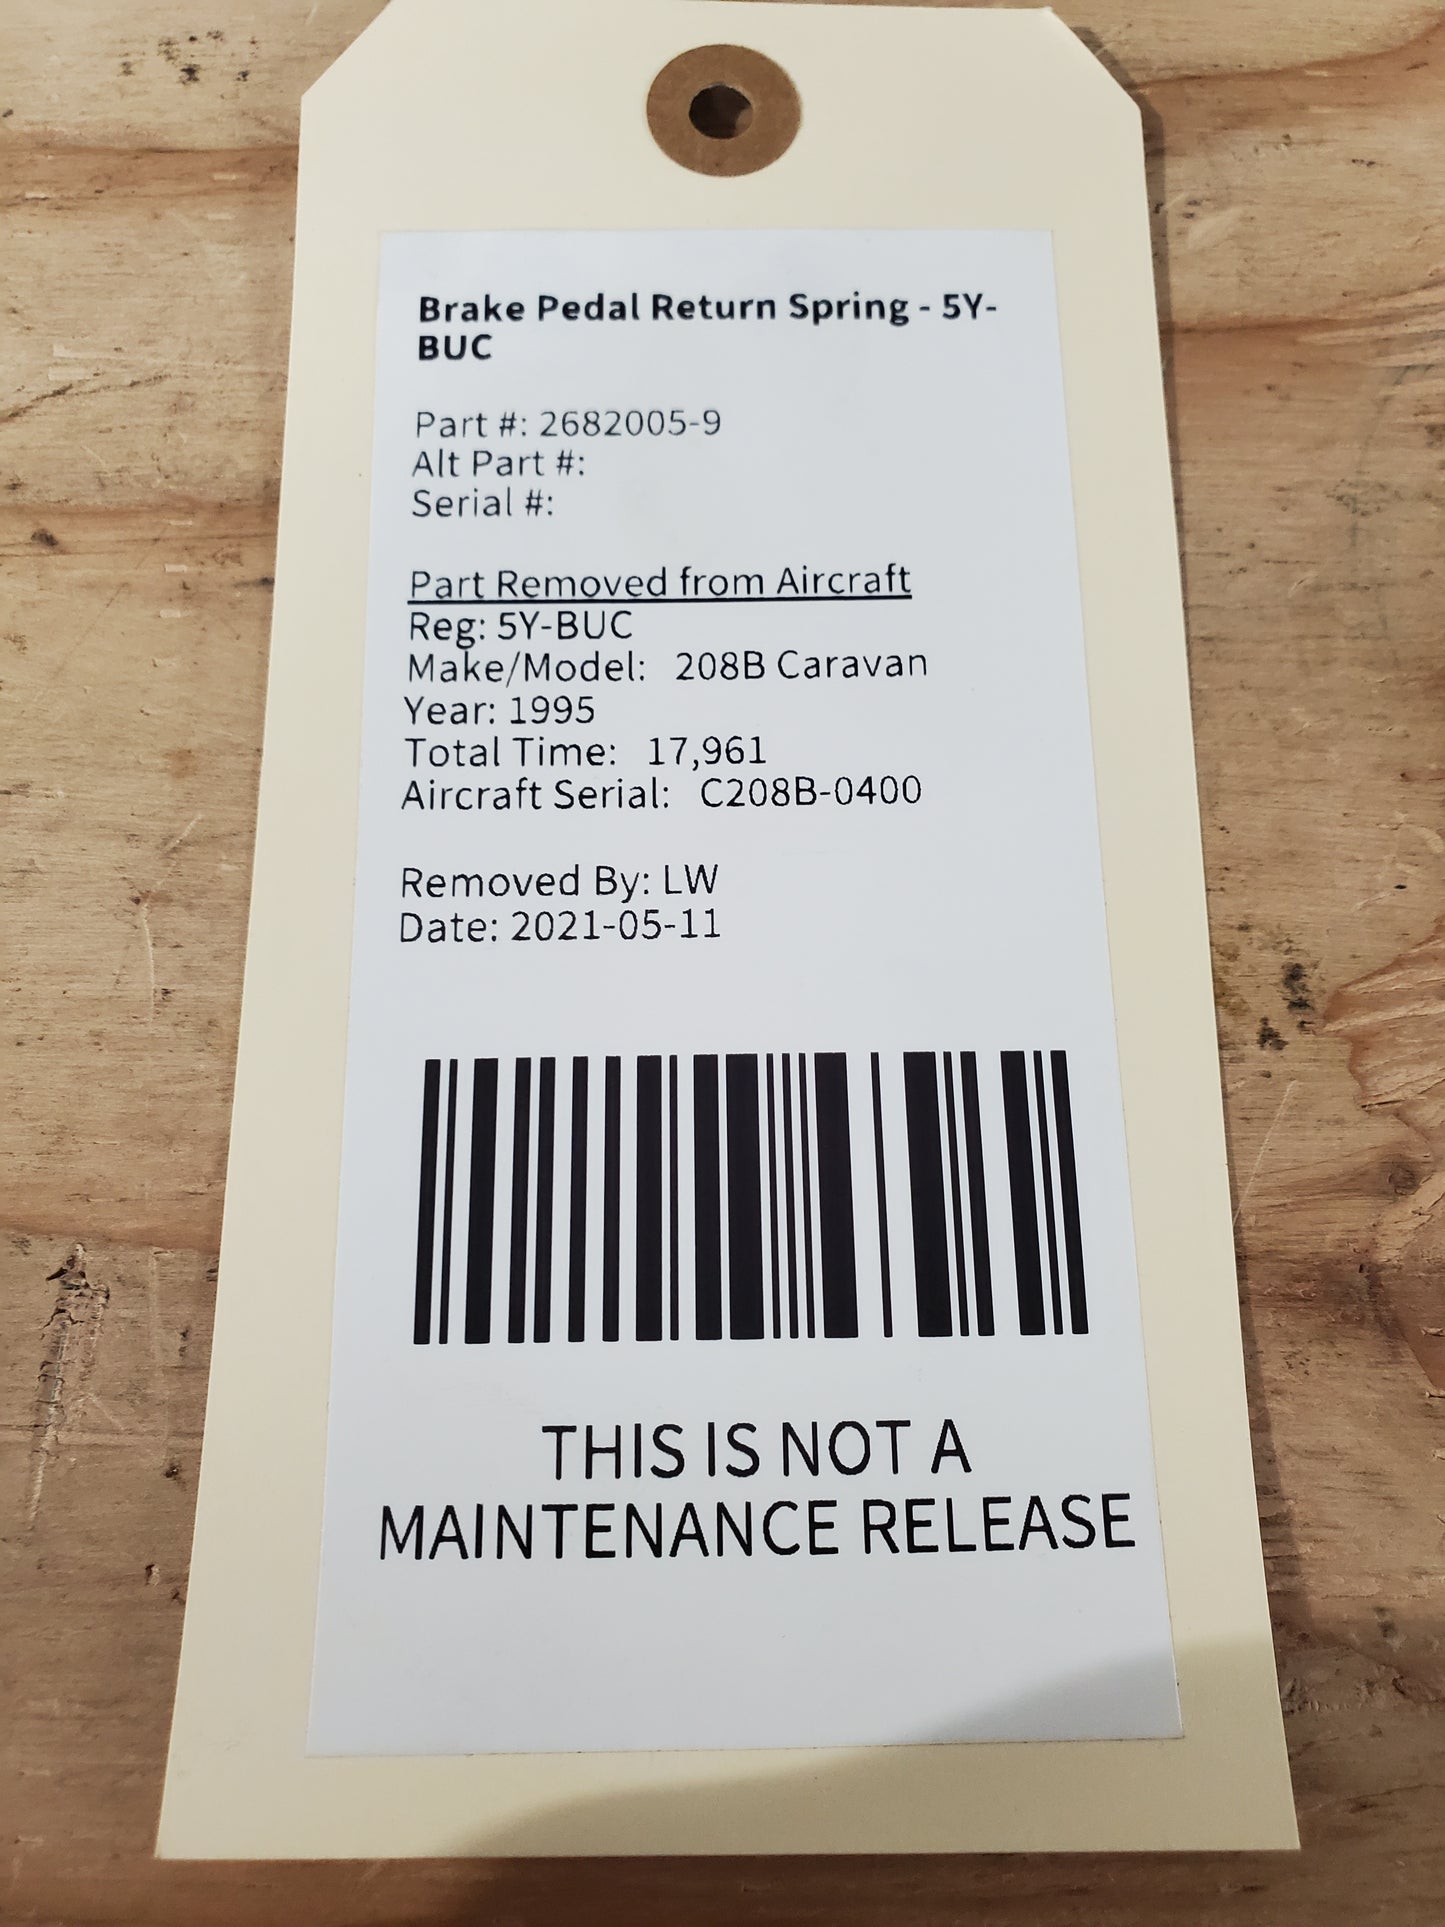 Brake Pedal Return Spring - 5Y-
BUC
Part #: 2682005-9
Alt Part #:
Serial #:
Part Removed from Aircraft
Reg: 5Y-BUC
Make/Model: 208B Caravan
Year: 1995
Total Time: 17,961
Aircraft Serial: C208B-0400
Removed By: LW
Date: 2021-05-11
THIS IS NOT A
MAINTENANCE RELEASE